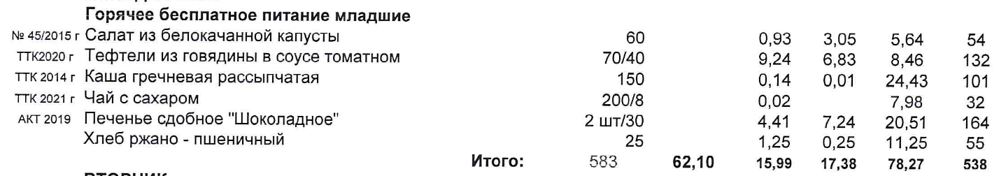 Горячее бесплатное питание младшие
№ 45/2015 г Салат из белокачанной капусты 60 0,93 3,05 5,64 54
ТТК2020 г Тефтели из говядины в соусе томатном 70/40 9,24 6,83 8,46 132
ТТК 2014 г Каша гречневая рассыпчатая 150 0,14 0,01 24,43 101
ТТК 2021 г Чай с сахаром 200/8 0,02 7,98 32
АКТ 2019 Печенье сдобное "Шоколадное" 2 шт/30 4,41 7,24 20,51 164
Хлеб ржано - пшеничный 25 1,25 0,25 11,25 55
Итого: 583 62,10 15,99 17,38 78,27 538
ВТОРНИК